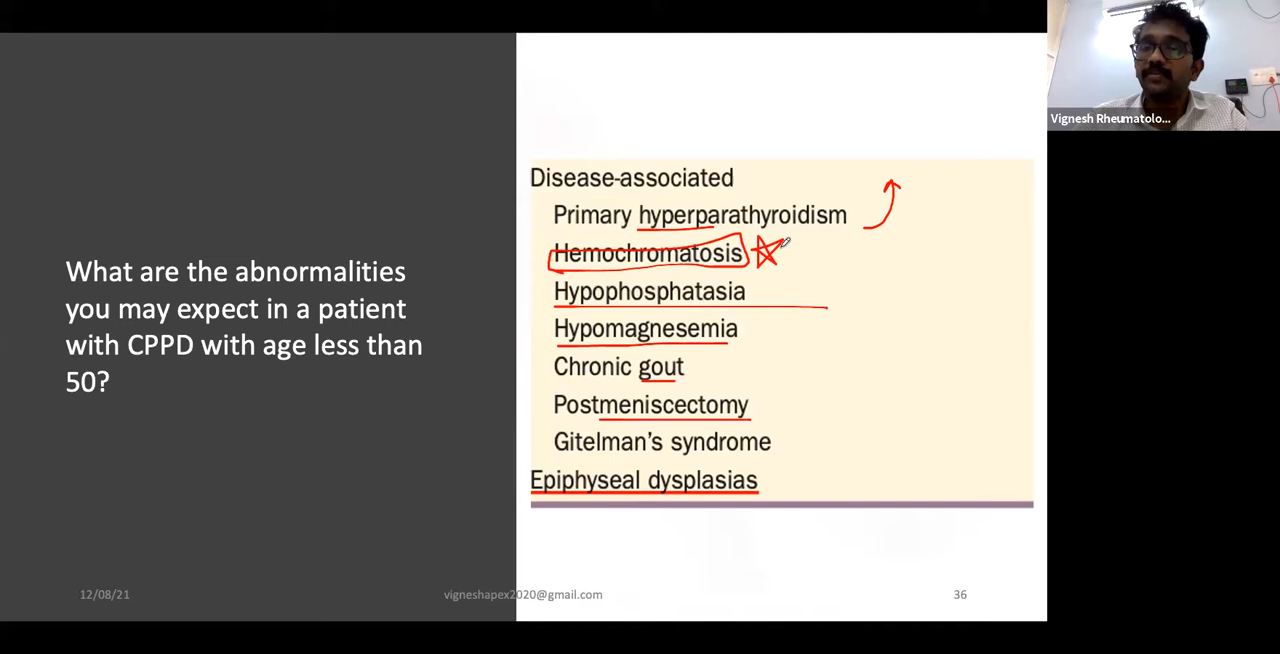 Vignesh Rheumatolo...
What are the abnormalities
you may expect in a patient
with CPPD with age less than
50?
Disease-associated
Primary hyperparathyroidism
Hemochromatosis
Hypophosphatasia
Hypomagnesemia
Chronic gout
Postmeniscectomy
Gitelman's syndrome
Epiphyseal dysplasias
12/08/21
vigneshapex2020@gmail.com
36